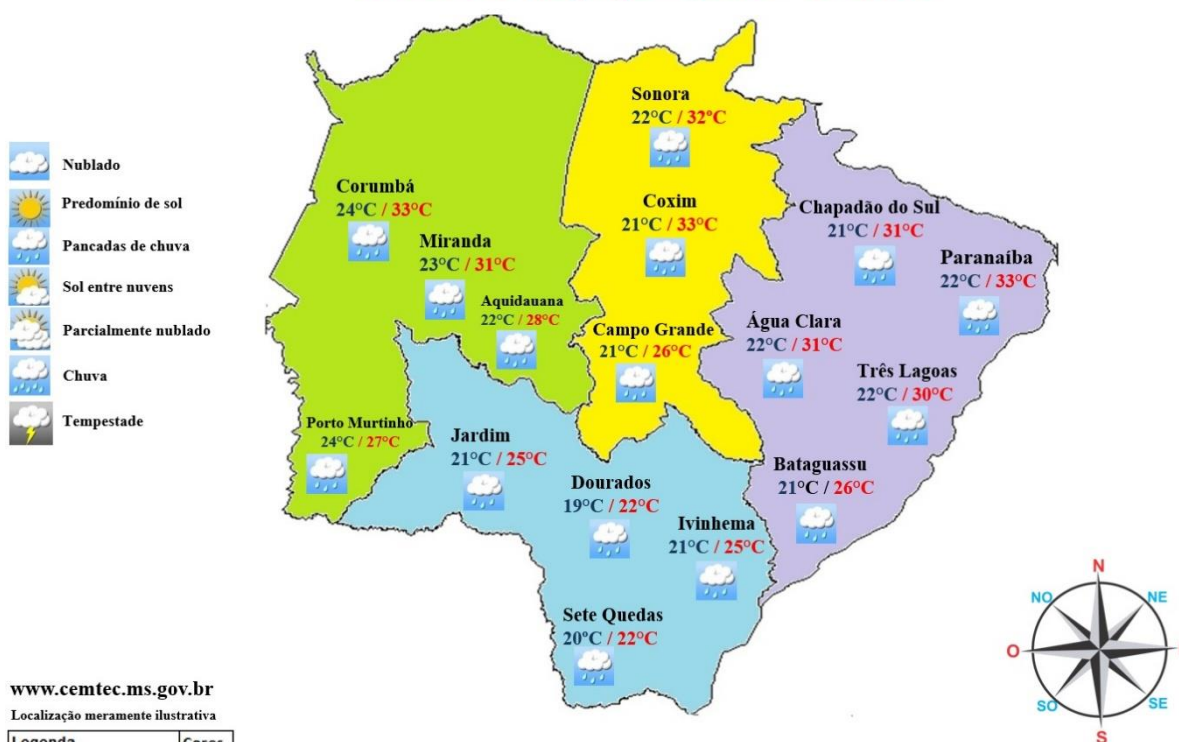 Nublado
Predomínio de sol
Pancadas de chuva
Sol entre nuvens
Parcialmente nublado
Chuva
Tempestade
Sonora
22°C / 32ºC
Corumbá
24°C / 33°C
Coxim
21°C / 33°C
Chapadão do Sul
21°C / 31°C
Miranda
23°C / 31°C
Paranaíba
22°C / 33°C
Aquidauana
22°C / 28°C
Campo Grande
21°C / 26°C
Água Clara
22°C / 31°C
Três Lagoas
22°C / 30°C
Porto Murtinho
24°C / 27°C
Jardim
21°C / 25°C
Bataguassu
21°C / 26°C
Dourados
19°C / 22°C
Ivinhema
21°C / 25°C
Sete Quedas
20ºC / 22°C
N
NO
NE
O
SO
SE
S
www.cemtec.ms.gov.br
Localização meramente ilustrativa
Legenda
Cores